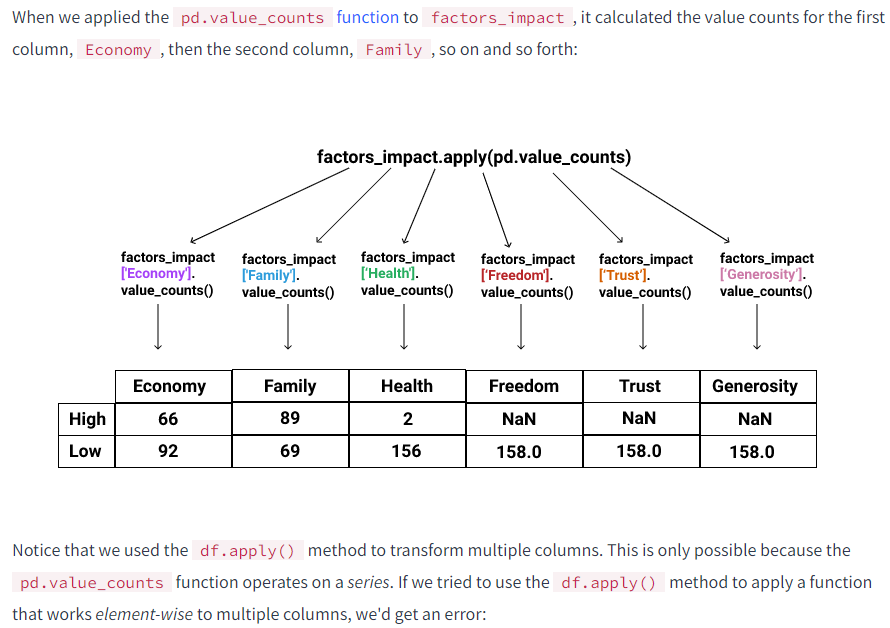 When we applied the pd.value_counts function to factors_impact , it calculated the value counts for the first
column, Economy , then the second column, Family , so on and so forth:
factors_impact.apply(pd.value_counts)
factors_impact factors_impact factors_impact factors_impact factors_impact factors_impact
['Economy']. ['Family']. ['Health']. ['Freedom']. ['Trust']. ['Generosity'].
value_counts() value_counts() value_counts() value_counts() value_counts() value_counts()
Economy Family Health Freedom Trust Generosity
High 66 89 2 NaN NaN NaN
Low 92 69 156 158.0 158.0 158.0
Notice that we used the df.apply() method to transform multiple columns. This is only possible because the
pd.value_counts function operates on a series. If we tried to use the df.apply() method to apply a function
that works element-wise to multiple columns, we'd get an error: